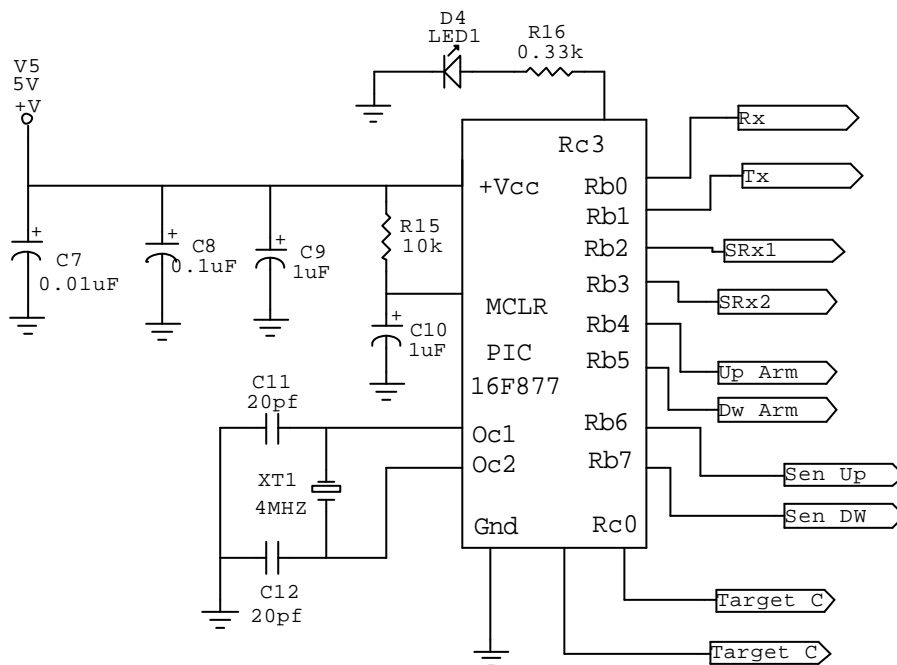 D4
LED1
R16
0.33k
V5
5V
+V
Rx
Rc3
Tx
+Vcc
Rb0
Rb1
R15
10k
C7
0.01uF
C8
0.1uF
C9
1uF
Rb2
SRx1
Rb3
SRx2
MCLR
C10
1uF
Rb4
PIC
16F877
Rb5
Up Arm
Dw Arm
C11
20pf
Rb6
Oc1
Oc2
Rb7
Sen Up
XT1
4MHZ
Sen DW
Gnd
Rc0
C12
20pf
Target C
Target C